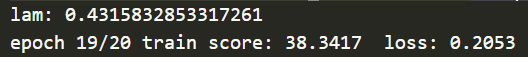 lam: 0.4315832853317261
epoch 19/20 train score: 38.3417  loss: 0.2053